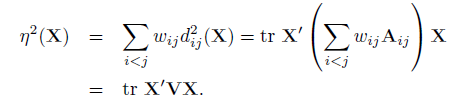 η²(X) = ∑_{i<j} w_{ij} d²_{ij}(X) = tr X′ ( ∑_{i<j} w_{ij} A_{ij} ) X
= tr X′VX.